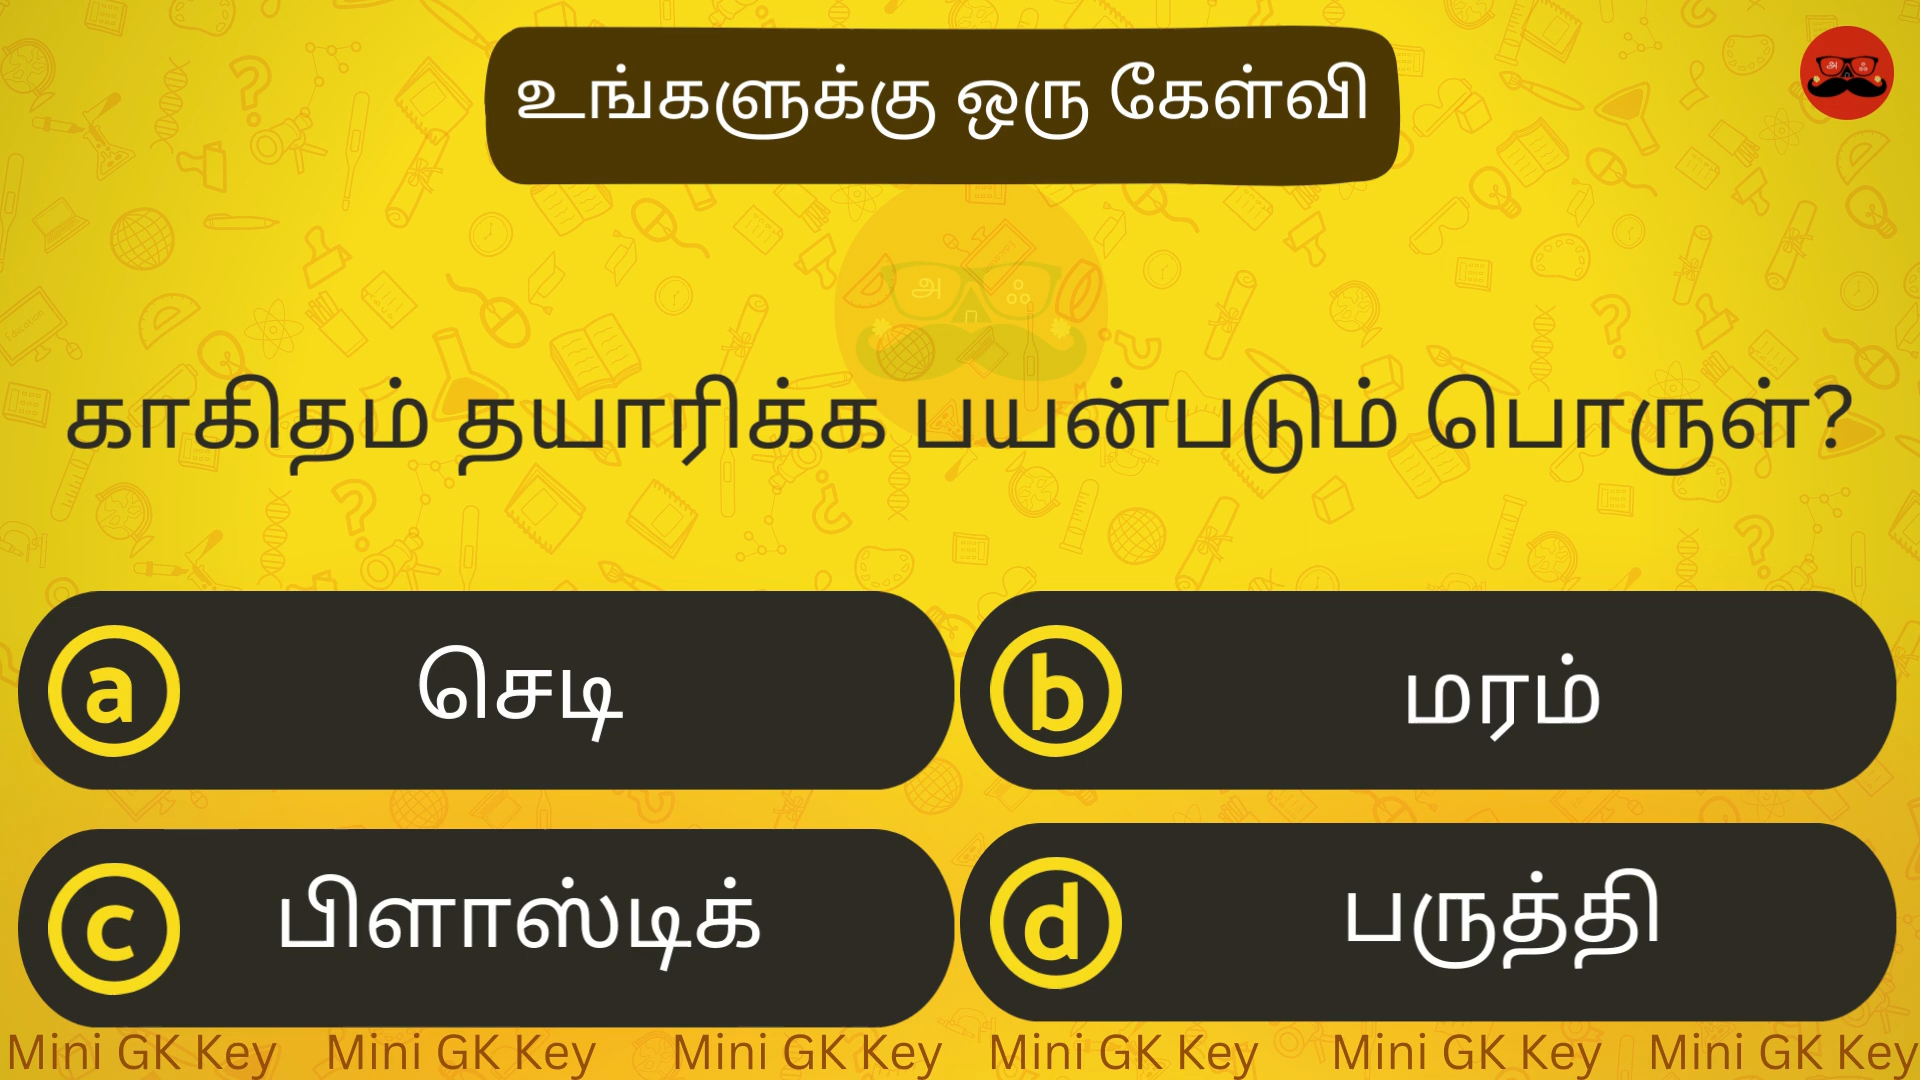 உங்களுக்கு ஒரு கேள்வி
காகிதம் தயாரிக்க பயன்படும் பொருள்?
a செடி
b மரம்
c பிளாஸ்டிக்
d பருத்தி
Mini GK Key Mini GK Key Mini GK Key Mini GK Key Mini GK Key Mini GK Key